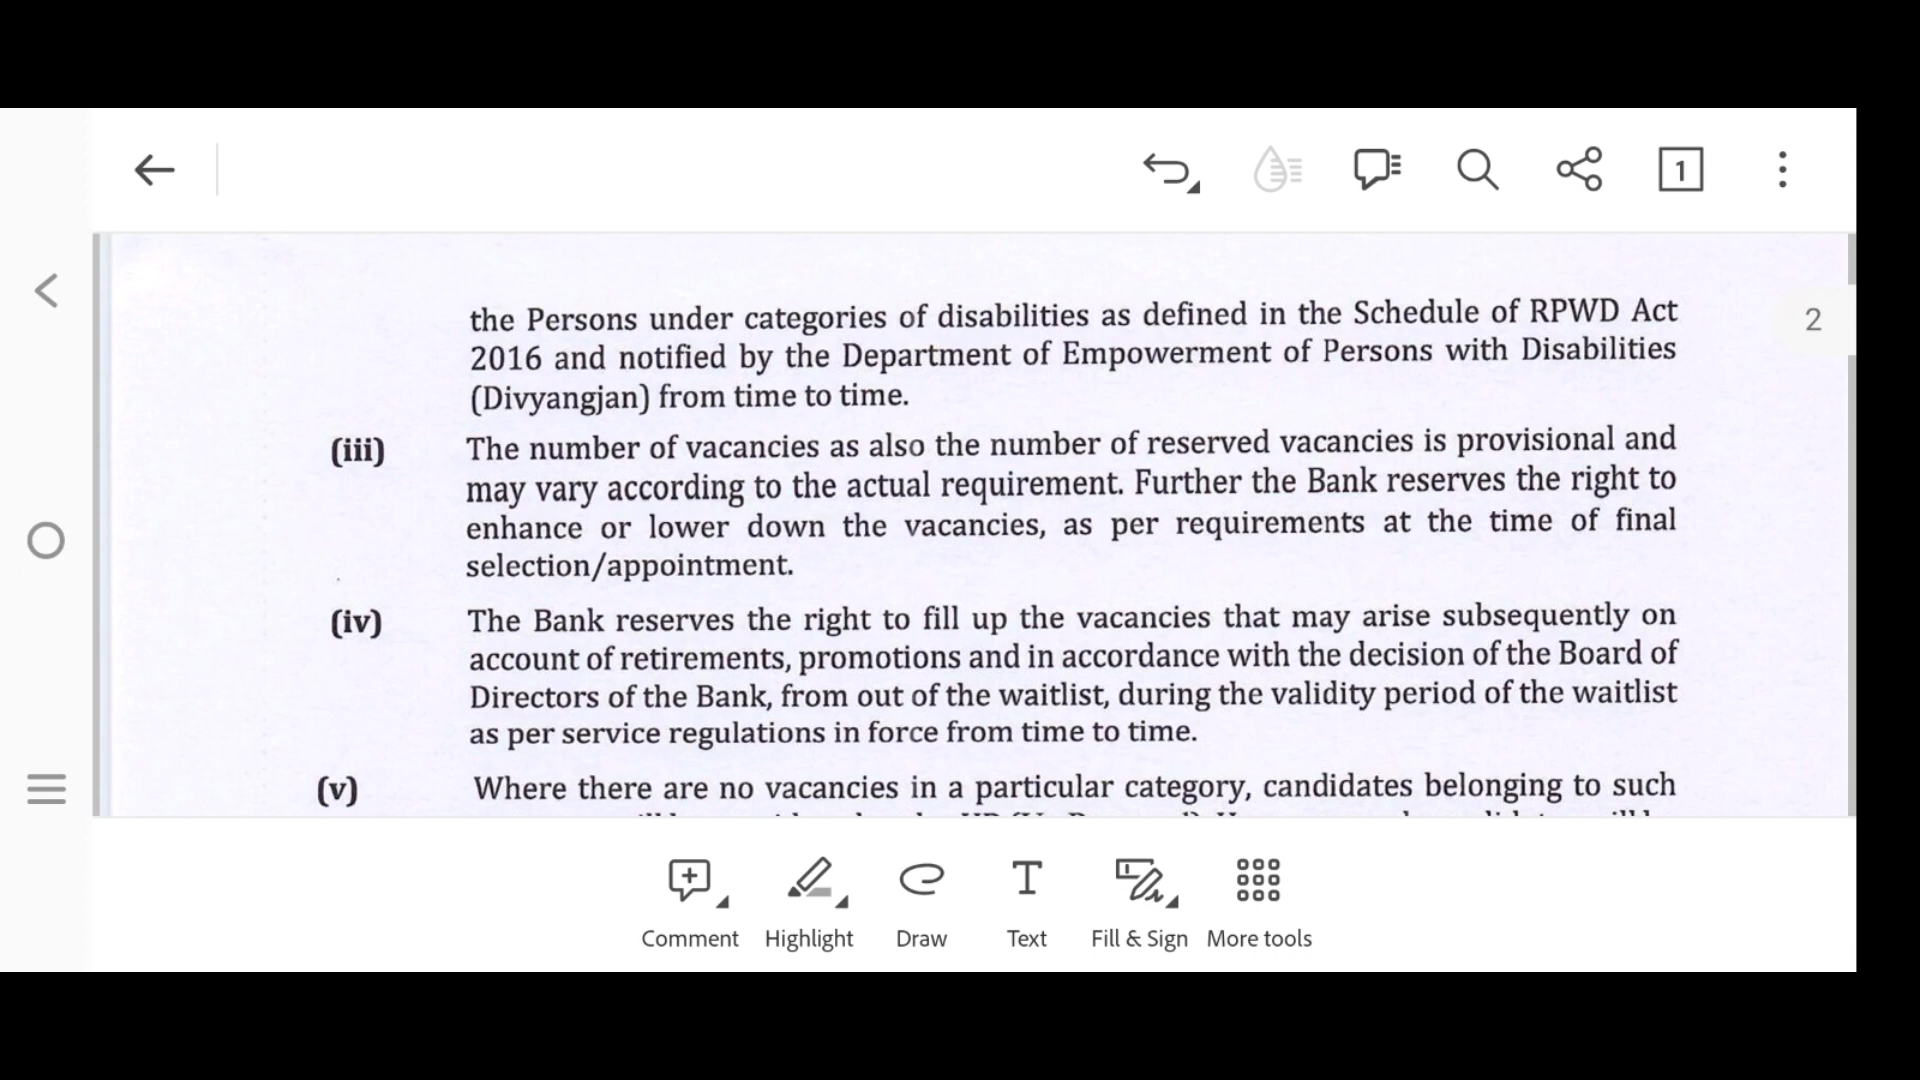 1
the Persons under categories of disabilities as defined in the Schedule of RPWD Act
2
2016 and notified by the Department of Empowerment of Persons with Disabilities
(Divyangjan) from time to time.
(iii) The number of vacancies as also the number of reserved vacancies is provisional and
may vary according to the actual requirement. Further the Bank reserves the right to
enhance or lower down the vacancies, as per requirements at the time of final
selection/appointment.
(iv) The Bank reserves the right to fill up the vacancies that may arise subsequently on
account of retirements, promotions and in accordance with the decision of the Board of
Directors of the Bank, from out of the waitlist, during the validity period of the waitlist
as per service regulations in force from time to time.
(v) Where there are no vacancies in a particular category, candidates belonging to such
Comment Highlight Draw Text Fill & Sign More tools